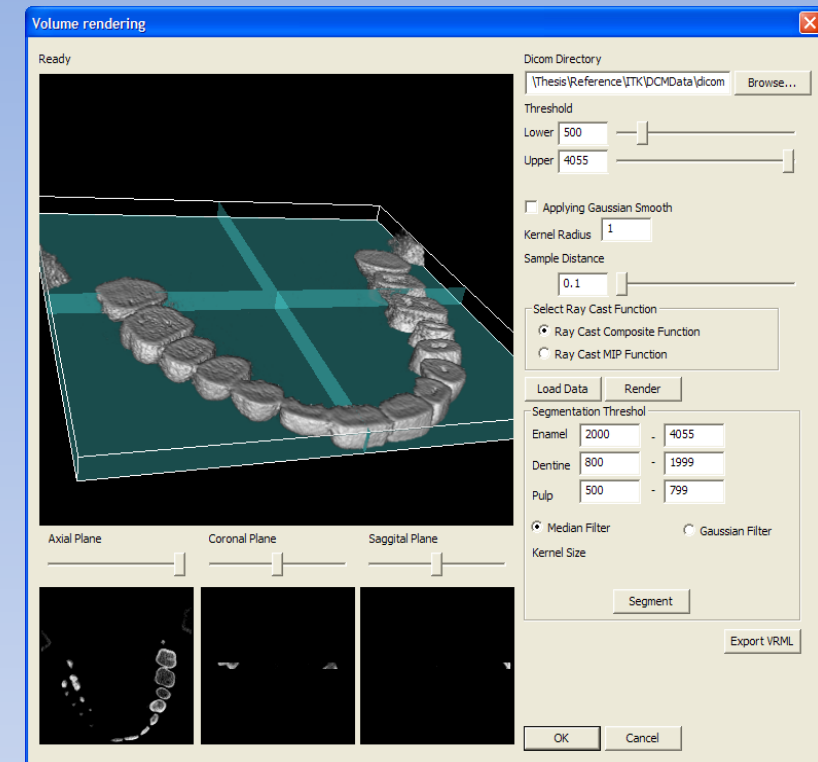 Volume rendering
Ready
Dicom Directory
\Thesis\Reference\ITK\DCMData\dicom Browse...
Threshold
Lower 500
Upper 4055
Applying Gaussian Smooth
Kernel Radius 1
Sample Distance
0.1
Select Ray Cast Function
Ray Cast Composite Function
Ray Cast MIP Function
Load Data Render
Segmentation Threshol
Enamel 2000 - 4055
Dentine 800 - 1999
Pulp 500 - 799
Median Filter Gaussian Filter
Kernel Size
Segment
Export VRML
Axial Plane Coronal Plane Saggital Plane
OK Cancel